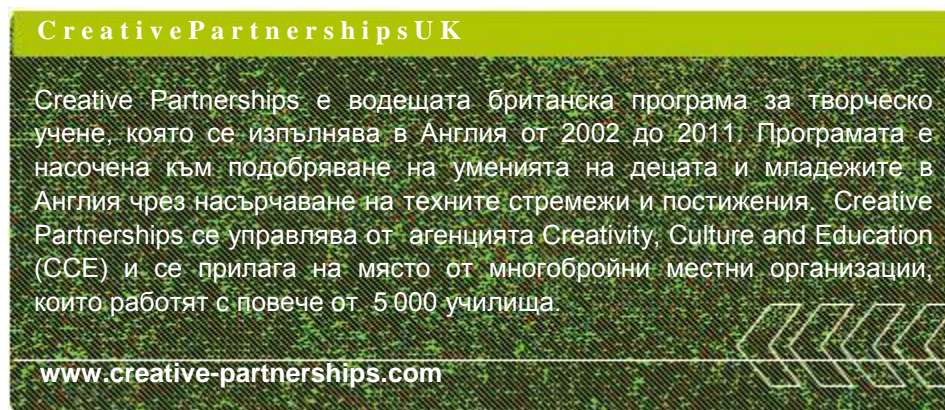 CreativePartnershipsUK
Creative Partnerships е водещата британска програма за творческо
учене, която се изпълнява в Англия от 2002 до 2011. Програмата е
насочена към подобряване на уменията на децата и младежите в
Англия чрез насърчаване на техните стремежи и постижения. Creative
Partnerships се управлява от агенцията Creativity, Culture and Education
(CCE) и се прилага на място от многобройни местни организации,
които работят с повече от 5 000 училища.
www.creative-partnerships.com